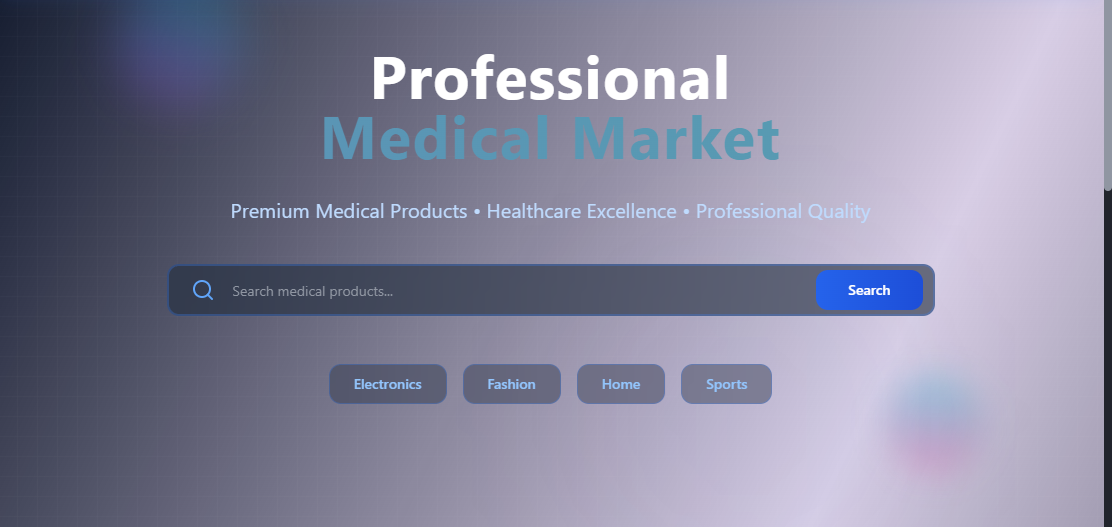 Professional
Medical Market
Premium Medical Products • Healthcare Excellence • Professional Quality
Search medical products...
Search
Electronics
Fashion
Home
Sports